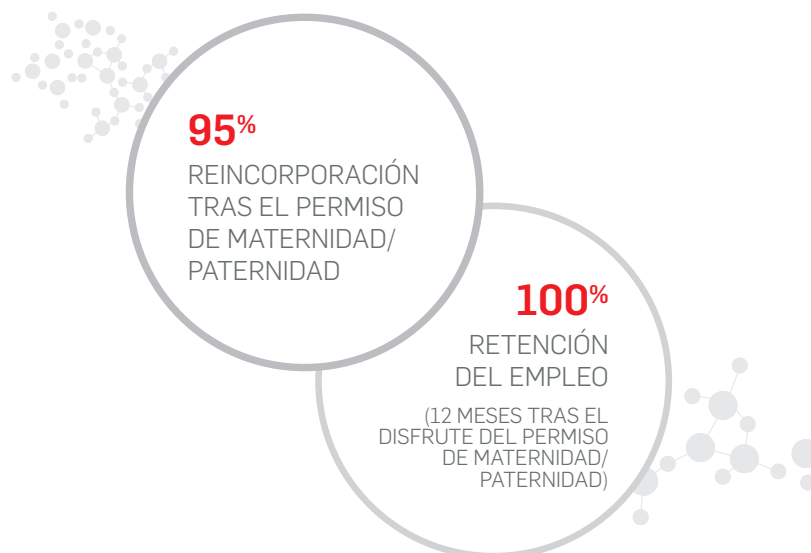 95%
REINCORPORACIÓN
TRAS EL PERMISO
DE MATERNIDAD/
PATERNIDAD
100%
RETENCIÓN
DEL EMPLEO
(12 MESES TRAS EL
DISFRUTE DEL PERMISO
DE MATERNIDAD/
PATERNIDAD)